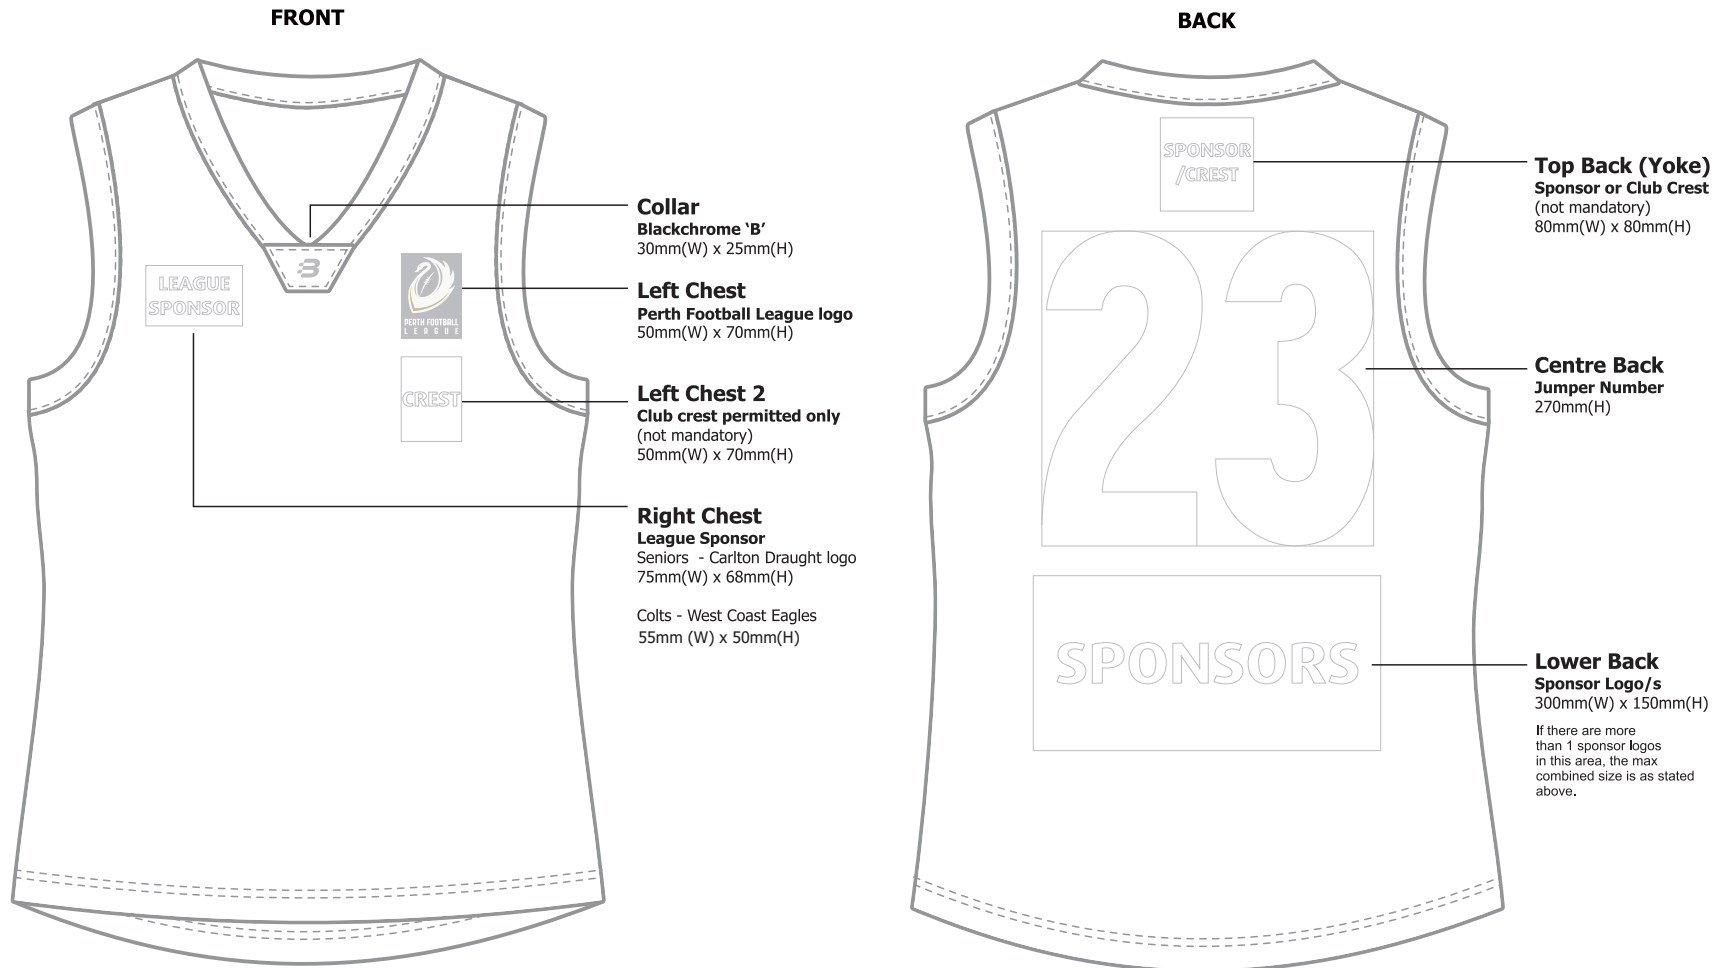 FRONT
LEAGUE
SPONSOR
B
PERTH FOOTBALL
LEAGUE
CREST
Collar
Blackchrome ‘B’
30mm(W) x 25mm(H)
Left Chest
Perth Football League logo
50mm(W) x 70mm(H)
Left Chest 2
Club crest permitted only
(not mandatory)
50mm(W) x 70mm(H)
Right Chest
League Sponsor
Seniors - Carlton Draught logo
75mm(W) x 68mm(H)
Colts - West Coast Eagles
55mm (W) x 50mm(H)
BACK
SPONSOR
/CREST
23
SPONSORS
Top Back (Yoke)
Sponsor or Club Crest
(not mandatory)
80mm(W) x 80mm(H)
Centre Back
Jumper Number
270mm(H)
Lower Back
Sponsor Logo/s
300mm(W) x 150mm(H)
If there are more
than 1 sponsor logos
in this area, the max
combined size is as stated
above.